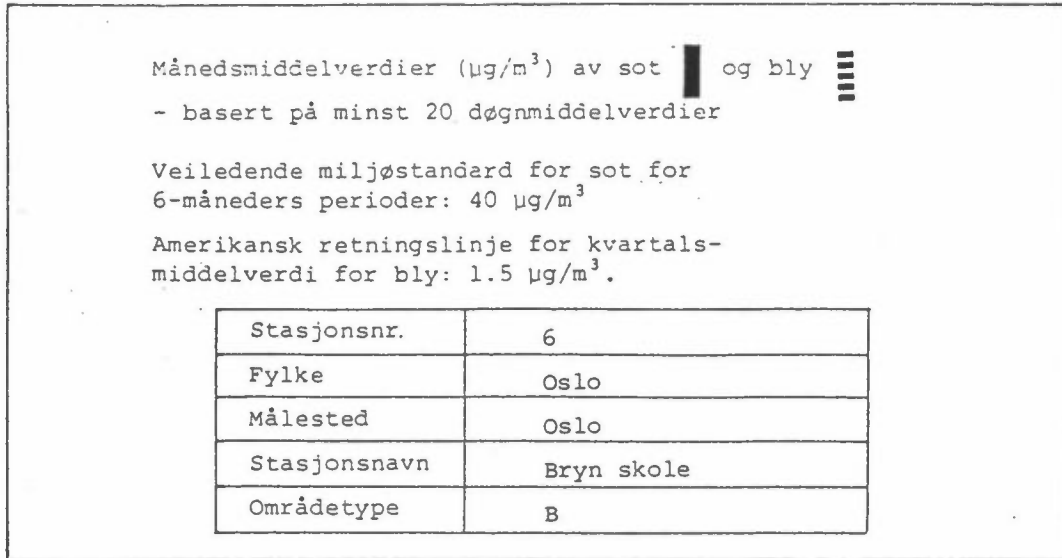 Månedsmiddelverdier (µg/m³) av sot og bly
- basert på minst 20 døgnmiddelverdier
Veiledende miljøstandard for sot for
6-måneders perioder: 40 µg/m³
Amerikansk retningslinje for kvartals-
middelverdi for bly: 1.5 µg/m³.
Stasjonsnr. 6
Fylke Oslo
Målested Oslo
Stasjonsnavn Bryn skole
Områdetype B